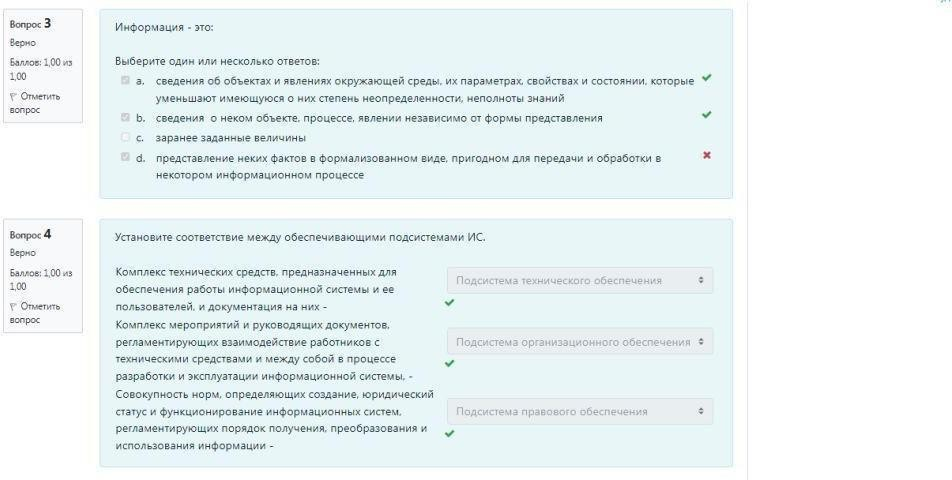 Вопрос 3
Верно
Баллов: 1,00 из
1,00
Отметить
вопрос
Информация - это:
Выберите один или несколько ответов:
a. сведения об объектах и явлениях окружающей среды, их параметрах, свойствах и состоянии, которые
уменьшают имеющуюся о них степень неопределенности, неполноты знаний
b. сведения о неком объекте, процессе, явлении независимо от формы представления
c. заранее заданные величины
d. представление неких фактов в формализованном виде, пригодном для передачи и обработки в
некотором информационном процессе
Вопрос 4
Верно
Баллов: 1,00 из
1,00
Отметить
вопрос
Установите соответствие между обеспечивающими подсистемами ИС.
Комплекс технических средств, предназначенных для
обеспечения работы информационной системы и ее
пользователей, и документация на них -
Подсистема технического обеспечения
Комплекс мероприятий и руководящих документов,
регламентирующих взаимодействие работников с
техническими средствами и между собой в процессе
разработки и эксплуатации информационной системы, -
Подсистема организационного обеспечения
Совокупность норм, определяющих создание, юридический
статус и функционирование информационных систем,
регламентирующих порядок получения, преобразования и
использования информации -
Подсистема правового обеспечения